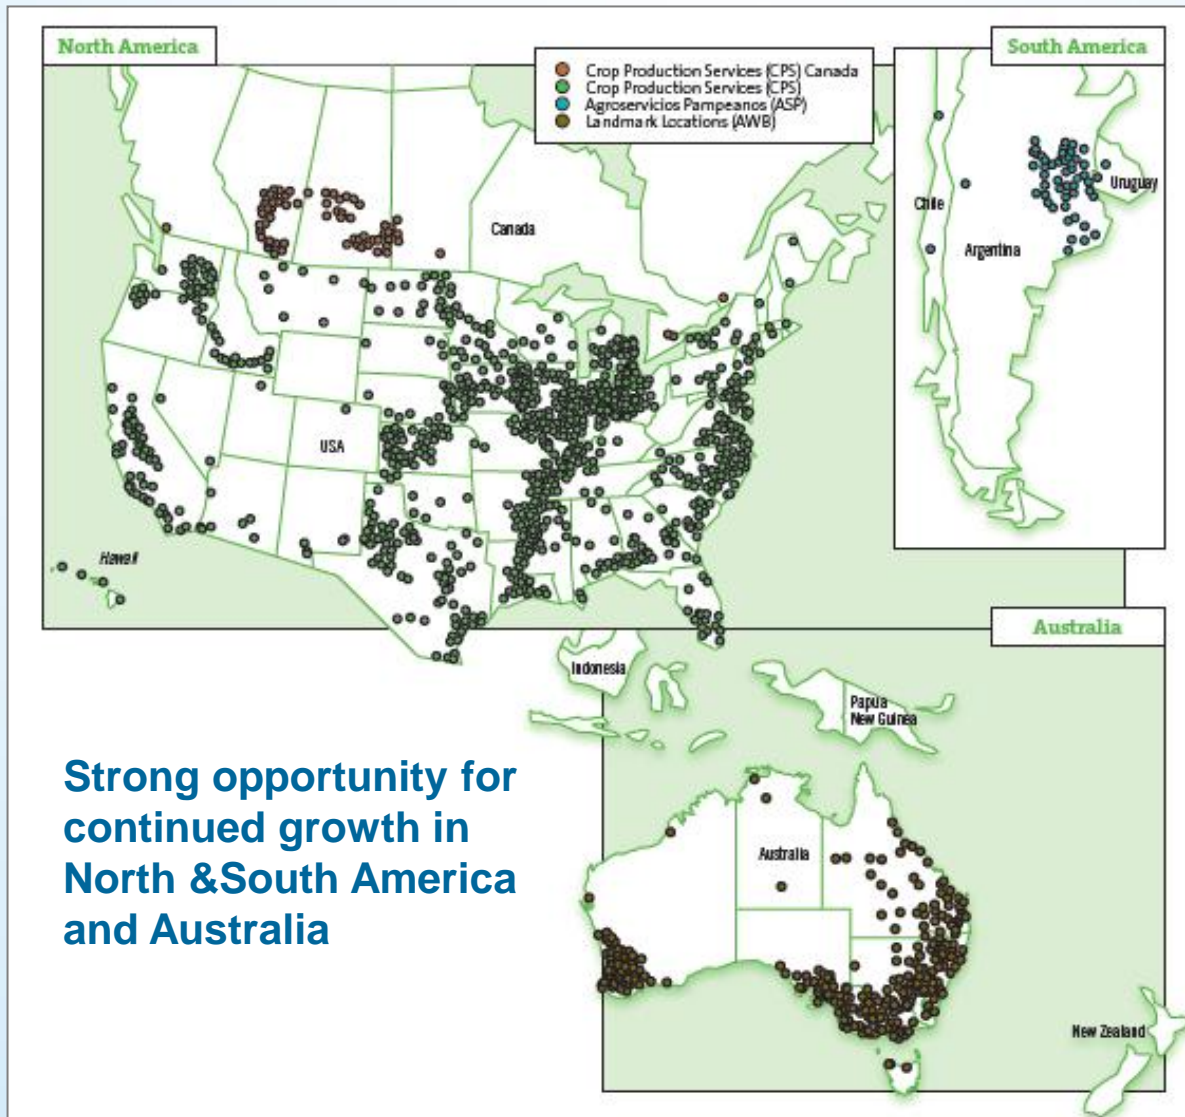 North America
South America
Crop Production Services (CPS) Canada
Crop Production Services (CPS)
Agroservicios Pampeanos (ASP)
Landmark Locations (AWB)
Canada
USA
Hawaii
Chile
Argentina
Uruguay
Australia
Indonesia
Papua
New Guinea
Australia
New Zealand
Strong opportunity for
continued growth in
North &South America
and Australia